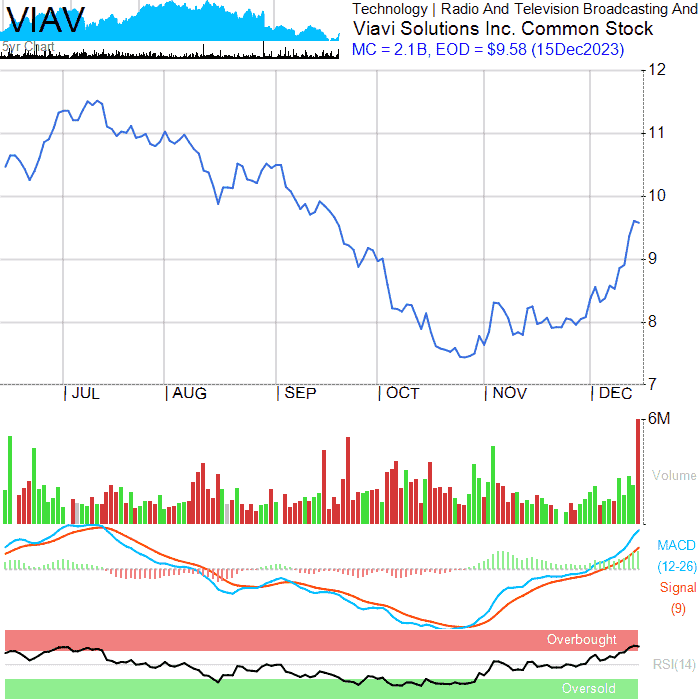 VIAV
5yr Chart
Technology | Radio And Television Broadcasting And
Viavi Solutions Inc. Common Stock
MC = 2.1B, EOD = $9.58 (15Dec2023)
12
11
10
9
8
7
JUL AUG SEP OCT NOV DEC
6M
Volume
MACD
(12-26)
Signal
(9)
Overbought
RSI(14)
Oversold